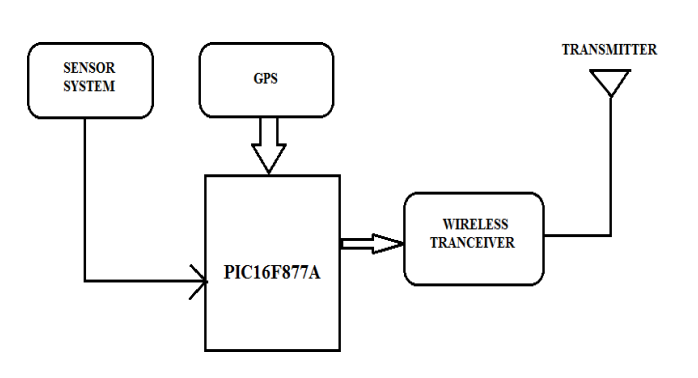 SENSOR
SYSTEM
GPS
TRANSMITTER
PIC16F877A
WIRELESS
TRANCEIVER